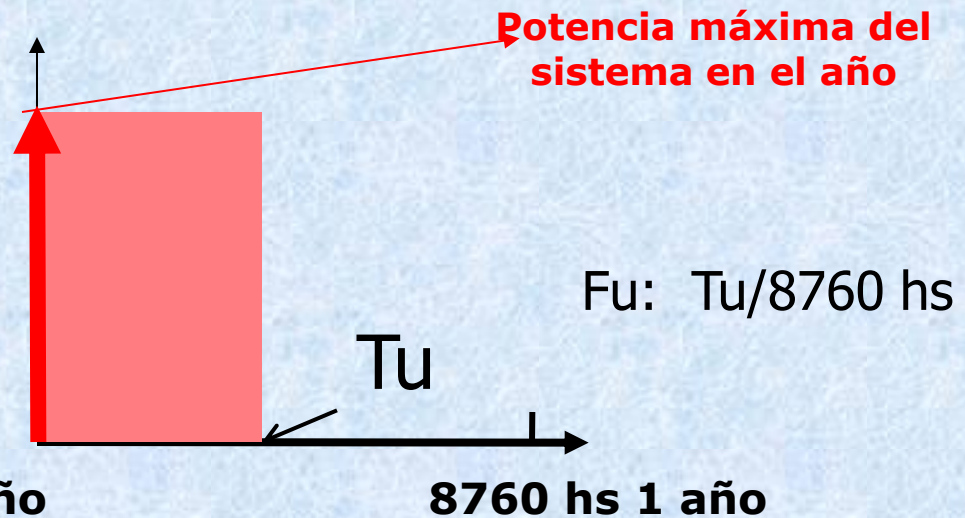 Potencia máxima del
sistema en el año
Fu: Tu/8760 hs
Tu
ño
8760 hs 1 año